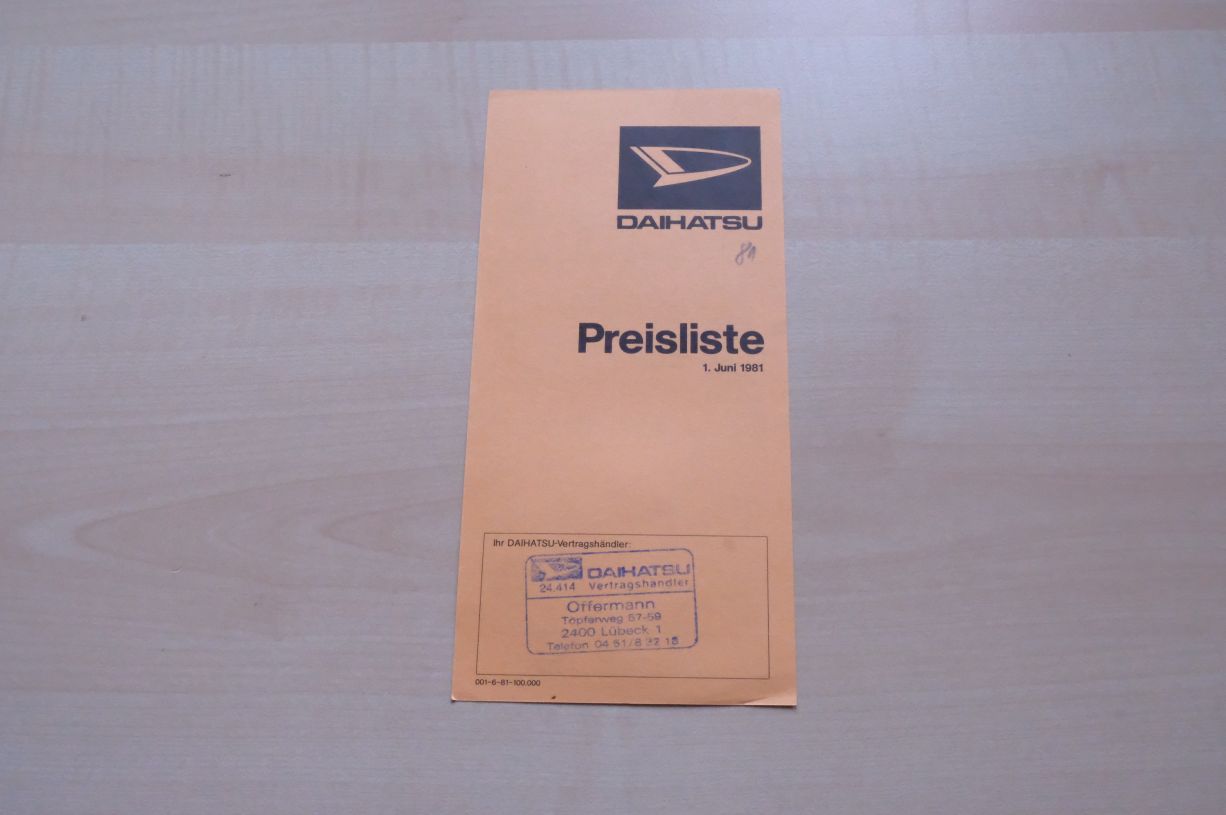 DAIHATSU
81
Preisliste
1. Juni 1981
Ihr DAIHATSU-Vertragshändler:
DAIHATSU
24.414 Vertragshändler
Offermann
Töpferweg 57-59
2400 Lübeck 1
Telefon 04 51/8 32 18
001-6-81-100.000